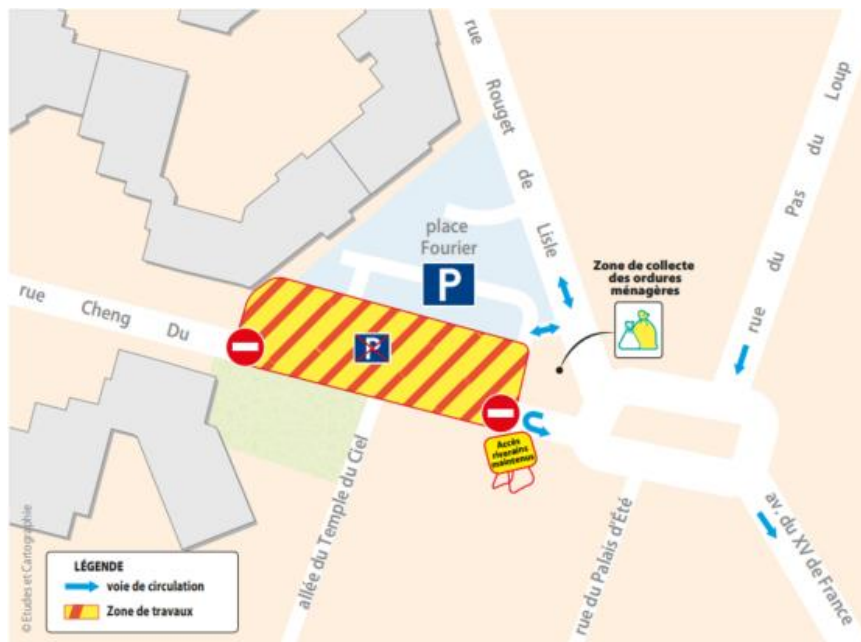 rue Rouget de Lisle
rue du Pas du Loup
place
Fourier
P
Zone de collecte
des ordures
ménagères
rue Cheng Du
P
Accès
riverains
maintenus
allée du Temple du Ciel
rue du Palais d'Été
av. du XV de France
LÉGENDE
voie de circulation
Zone de travaux
© Etudes et Cartographie